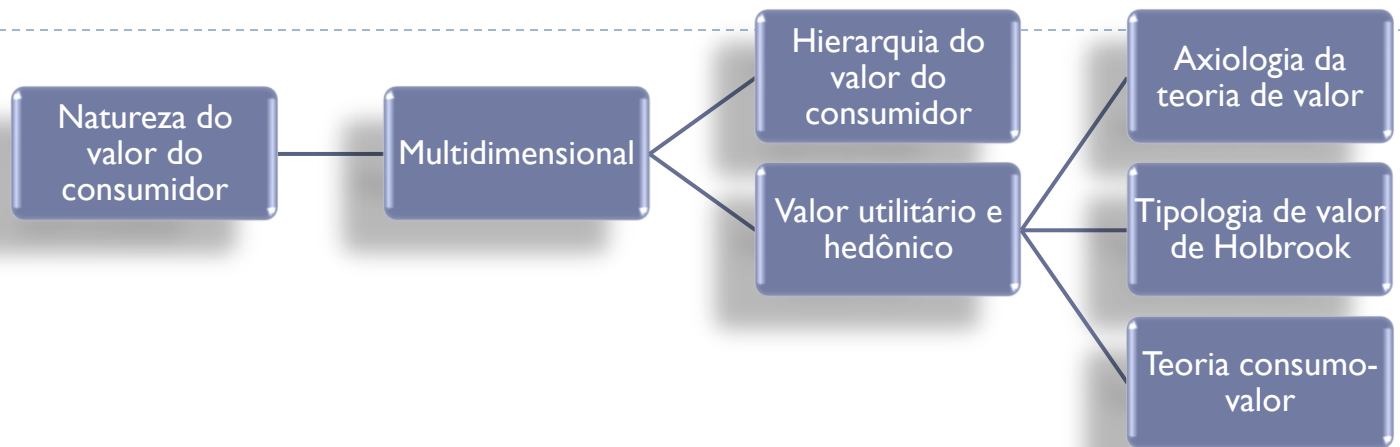 Natureza do
valor do
consumidor
Multidimensional
Hierarquia do
valor do
consumidor
Valor utilitário e
hedônico
Axiologia da
teoria de valor
Tipologia de valor
de Holbrook
Teoria consumo-
valor